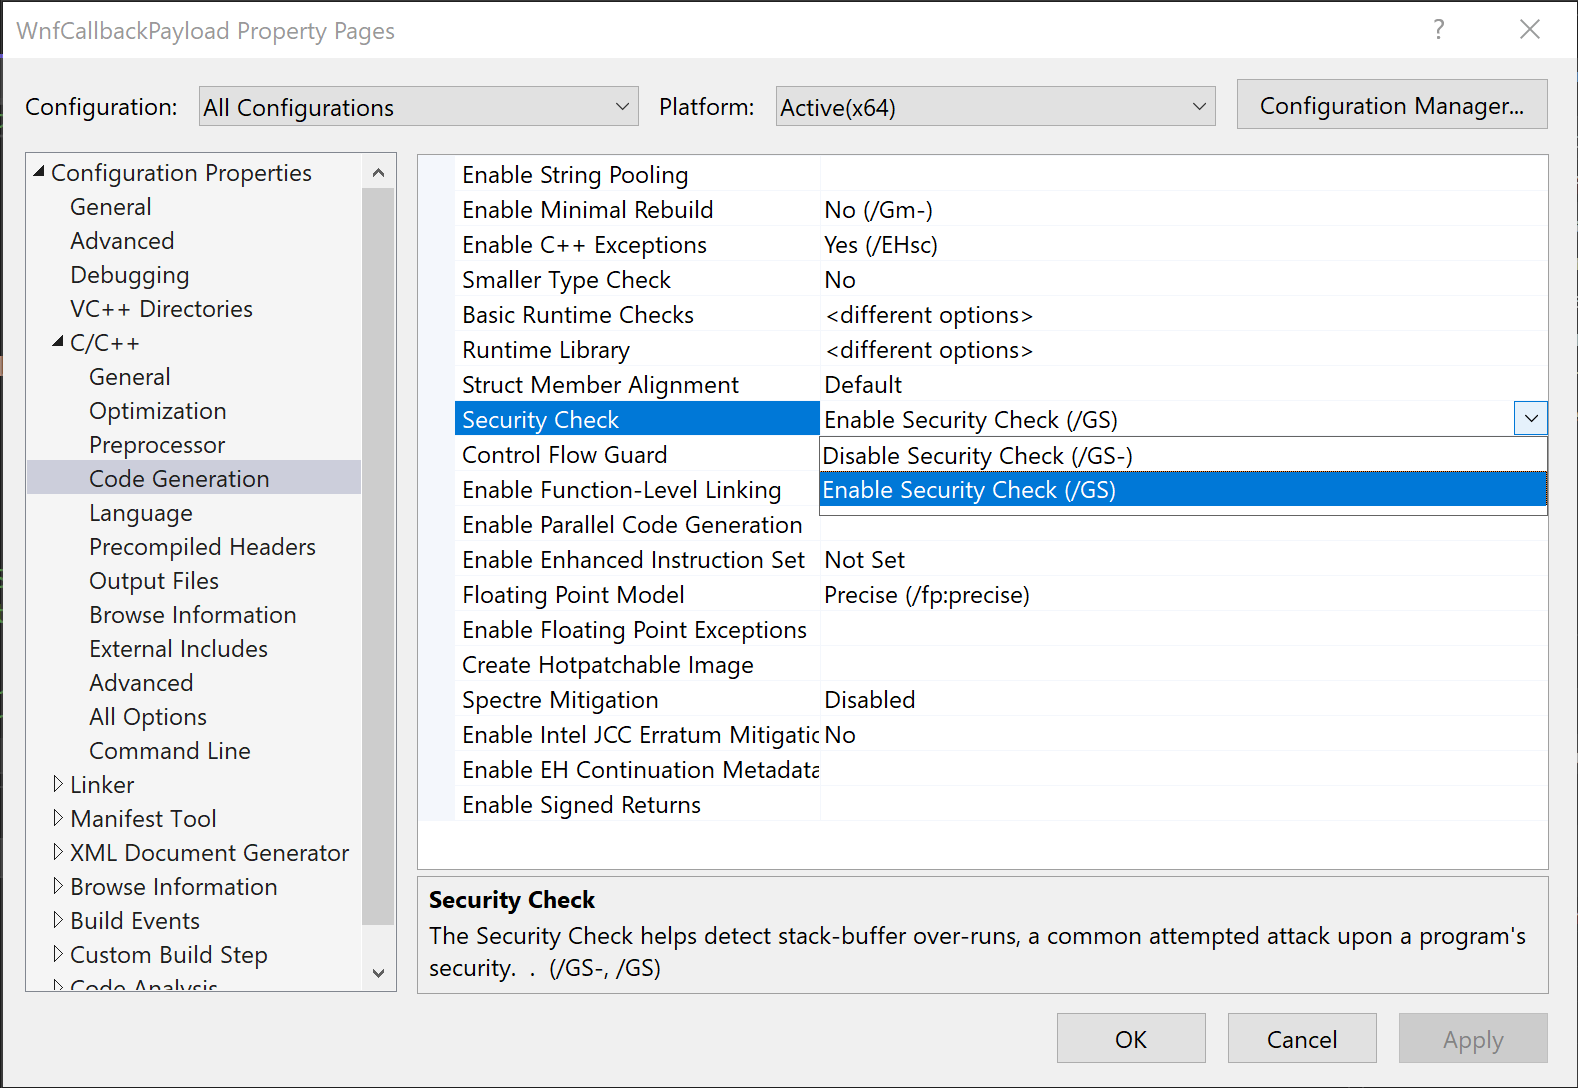 WnfCallbackPayload Property Pages
?
Configuration: All Configurations Platform: Active(x64) Configuration Manager...
Configuration Properties
General
Advanced
Debugging
VC++ Directories
C/C++
General
Optimization
Preprocessor
Code Generation
Language
Precompiled Headers
Output Files
Browse Information
External Includes
Advanced
All Options
Command Line
Linker
Manifest Tool
XML Document Generator
Browse Information
Build Events
Custom Build Step
Code Analysis
Enable String Pooling
Enable Minimal Rebuild No (/Gm-)
Enable C++ Exceptions Yes (/EHsc)
Smaller Type Check No
Basic Runtime Checks <different options>
Runtime Library <different options>
Struct Member Alignment Default
Security Check Enable Security Check (/GS)
Control Flow Guard Disable Security Check (/GS-)
Enable Function-Level Linking Enable Security Check (/GS)
Enable Parallel Code Generation
Enable Enhanced Instruction Set Not Set
Floating Point Model Precise (/fp:precise)
Enable Floating Point Exceptions
Create Hotpatchable Image
Spectre Mitigation Disabled
Enable Intel JCC Erratum Mitigatic No
Enable EH Continuation Metadata
Enable Signed Returns
Security Check
The Security Check helps detect stack-buffer over-runs, a common attempted attack upon a program's
security. . (/GS-, /GS)
OK Cancel Apply